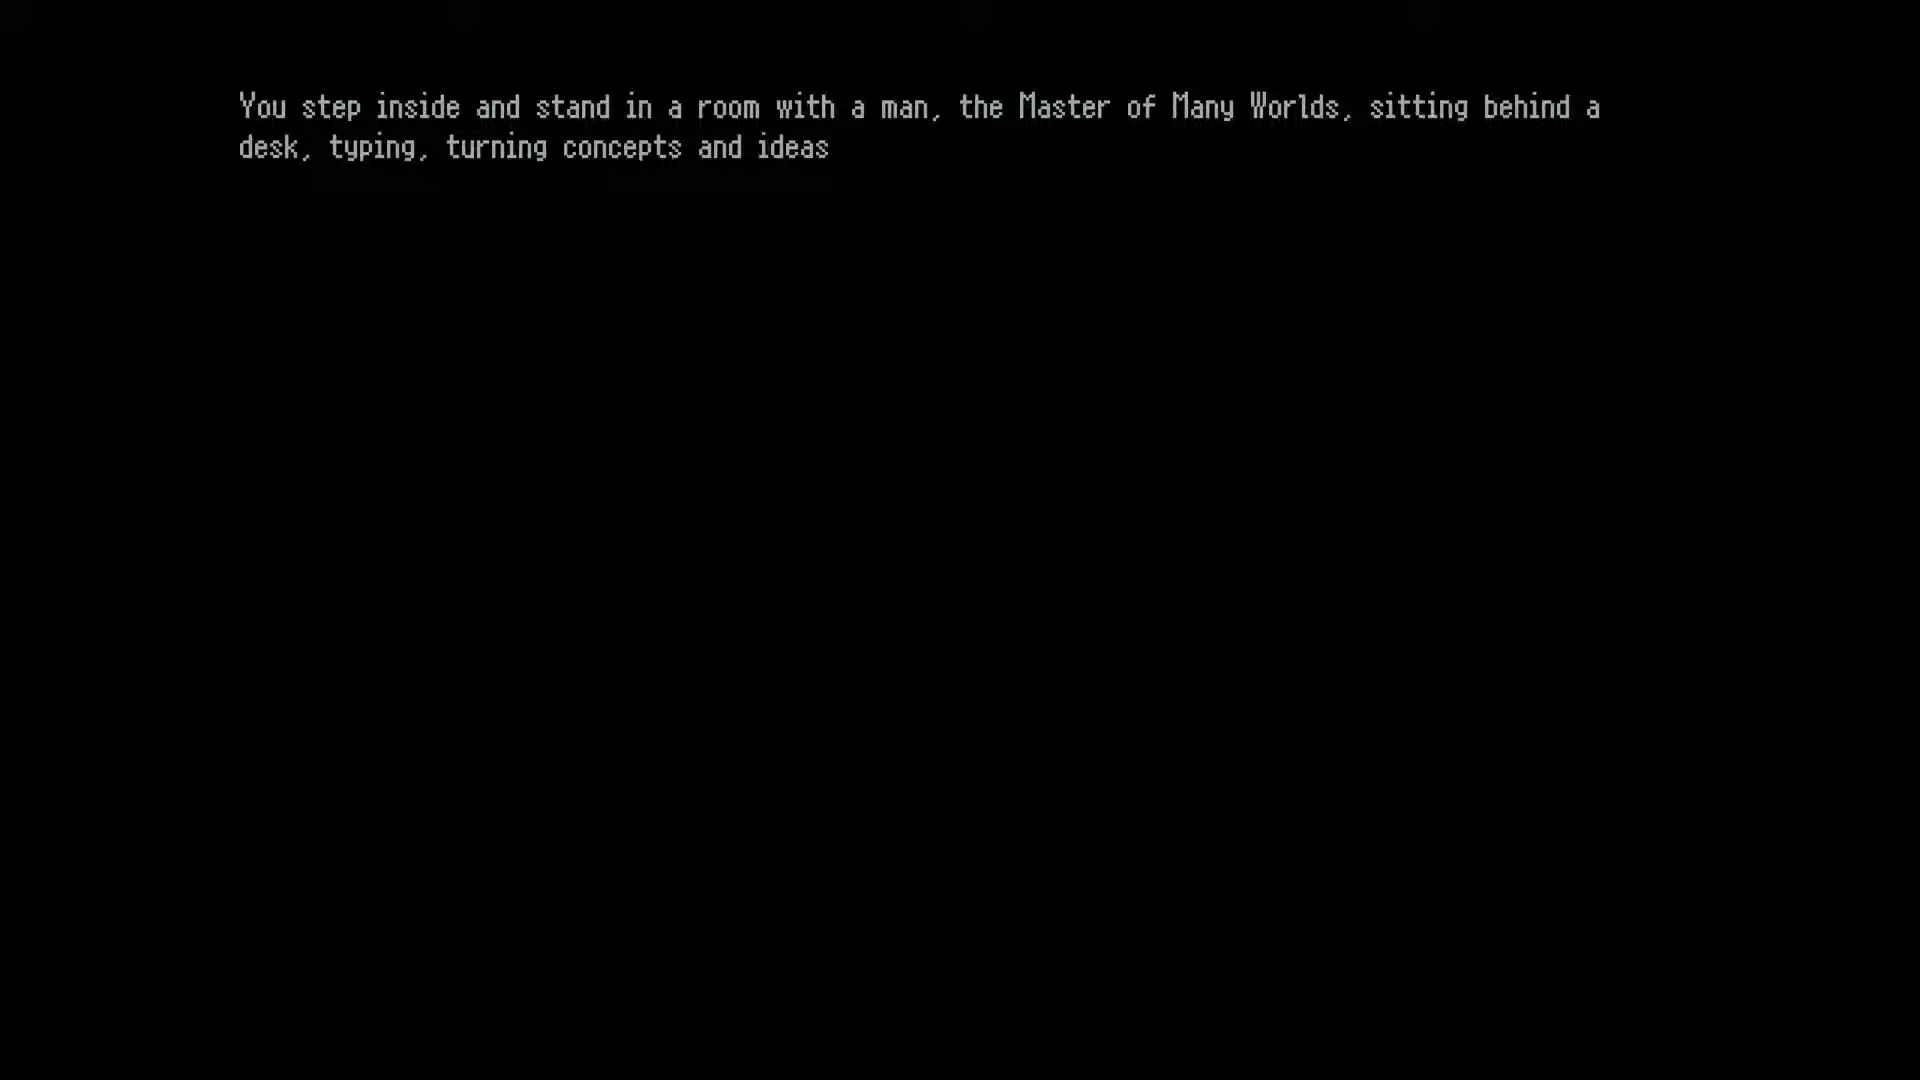 You step inside and stand in a room with a man, the Master of Many Worlds, sitting behind a
desk, typing, turning concepts and ideas